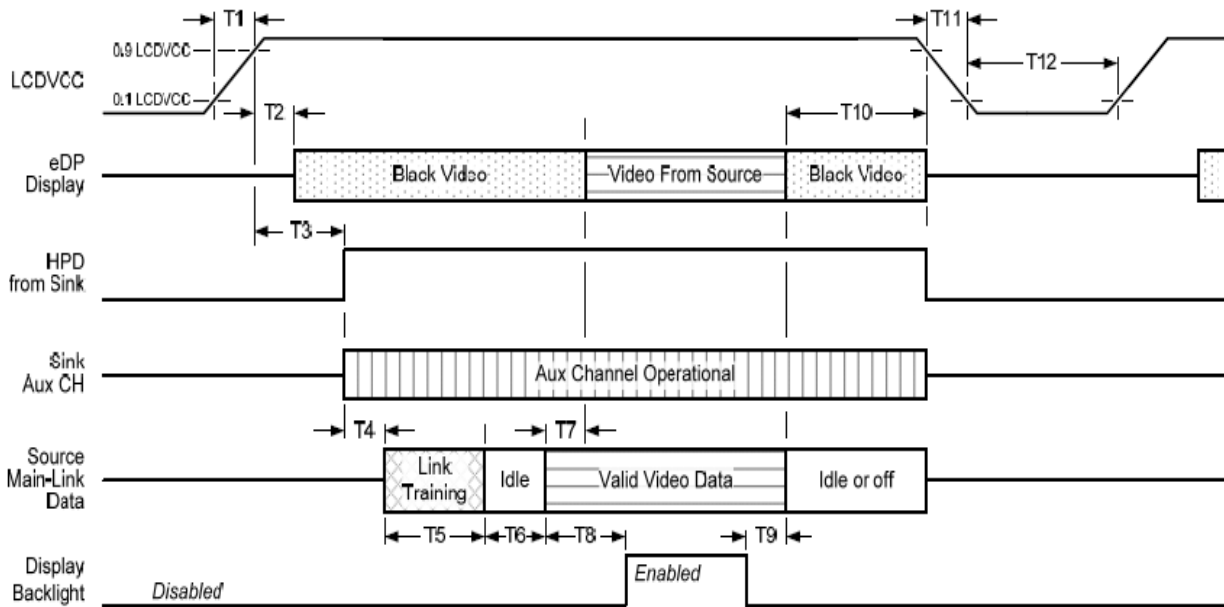 T1
T11
0.9 LCDVCC
LCDVCC
T12
0.1 LCDVCC
T2
T10
eDP
Display
Black Video
Video From Source
Black Video
T3
HPD
from Sink
Sink
Aux CH
Aux Channel Operational
T4
T7
Source
Main-Link
Data
Link
Training
Idle
Valid Video Data
Idle or off
T5
T6
T8
T9
Display
Backlight
Disabled
Enabled